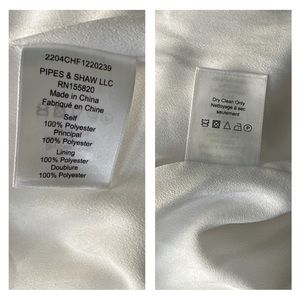 2204CHF1220239
PIPES & SHAW LLC
RN155820
Made in China
Fabriqué en Chine
Self
100% Polyester
Principal
100% Polyester
Lining
100% Polyester
Doublure
100% Polyester
Dry Clean Only
Nettoyage à sec
seulement